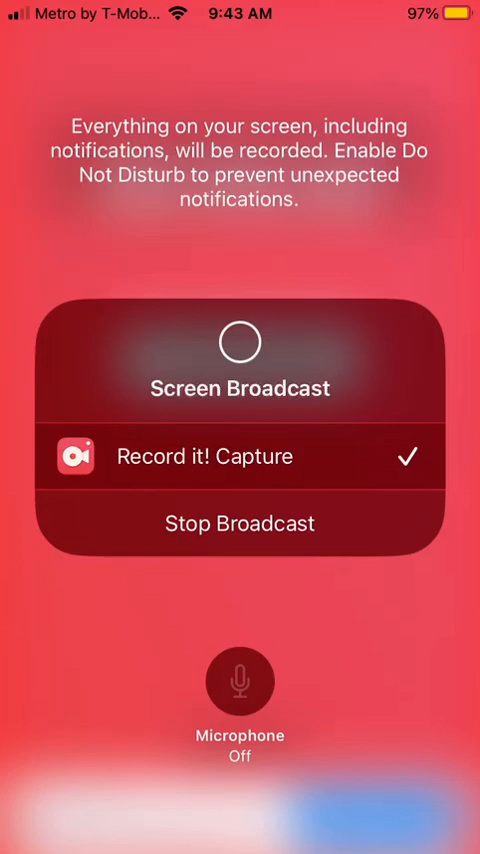 Metro by T-Mob... 9:43 AM 97%
Everything on your screen, including
notifications, will be recorded. Enable Do
Not Disturb to prevent unexpected
notifications.
Screen Broadcast
Record it! Capture
Stop Broadcast
Microphone
Off